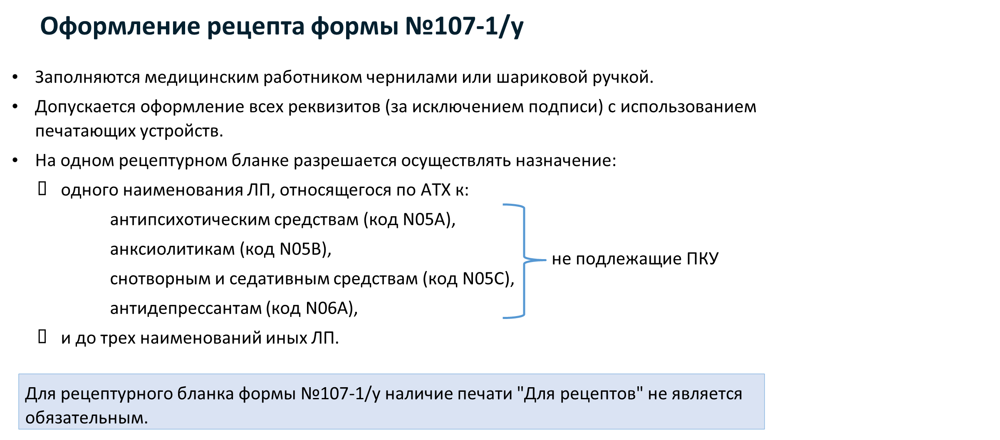 Оформление рецепта формы №107-1/у
• Заполняются медицинским работником чернилами или шариковой ручкой.
• Допускается оформление всех реквизитов (за исключением подписи) с использованием
печатающих устройств.
• На одном рецептурном бланке разрешается осуществлять назначение:
одного наименования ЛП, относящегося по АТХ к:
антипсихотическим средствам (код N05A),
анксиолитикам (код N05B),
снотворным и седативным средствам (код N05C),
антидепрессантам (код N06A),
не подлежащие ПКУ
и до трех наименований иных ЛП.
Для рецептурного бланка формы №107-1/у наличие печати "Для рецептов" не является
обязательным.